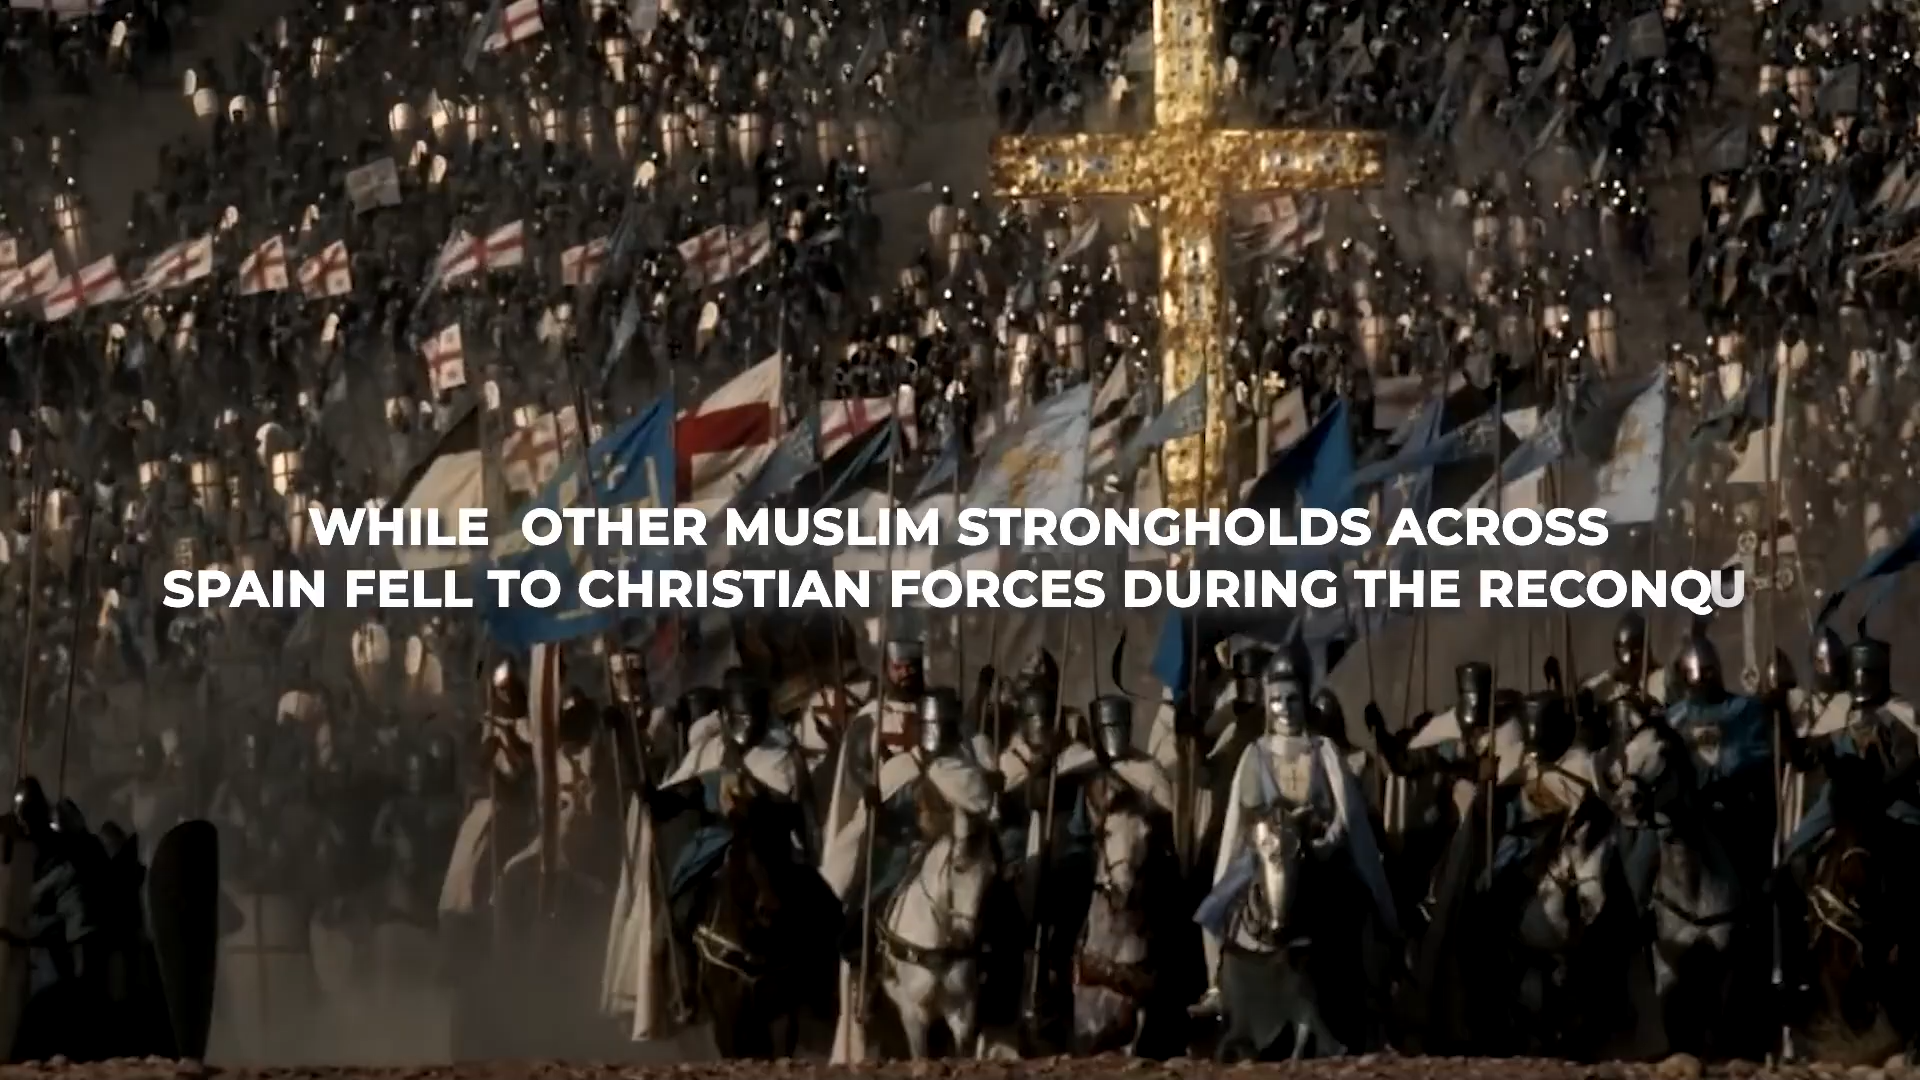 WHILE  OTHER MUSLIM STRONGHOLDS ACROSS
SPAIN FELL TO CHRISTIAN FORCES DURING THE RECONQU